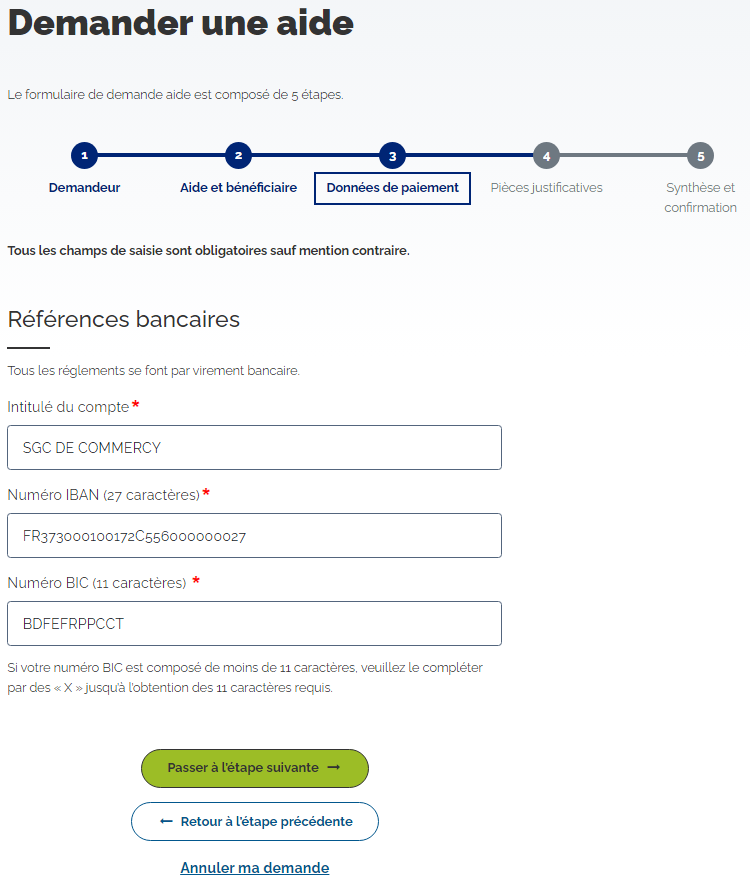 Demander une aide
Le formulaire de demande aide est composé de 5 étapes.
1 2 3 4 5
Demandeur Aide et bénéficiaire Données de paiement Pièces justificatives Synthèse et
confirmation
Tous les champs de saisie sont obligatoires sauf mention contraire.
Références bancaires
Tous les règlements se font par virement bancaire.
Intitulé du compte *
SGC DE COMMERCY
Numéro IBAN (27 caractères) *
FR373000100172C556000000027
Numéro BIC (11 caractères) *
BDFEFRPPCCT
Si votre numéro BIC est composé de moins de 11 caractères, veuillez le compléter
par des « X » jusqu'à l'obtention des 11 caractères requis.
Passer à l'étape suivante →
← Retour à l'étape précédente
Annuler ma demande